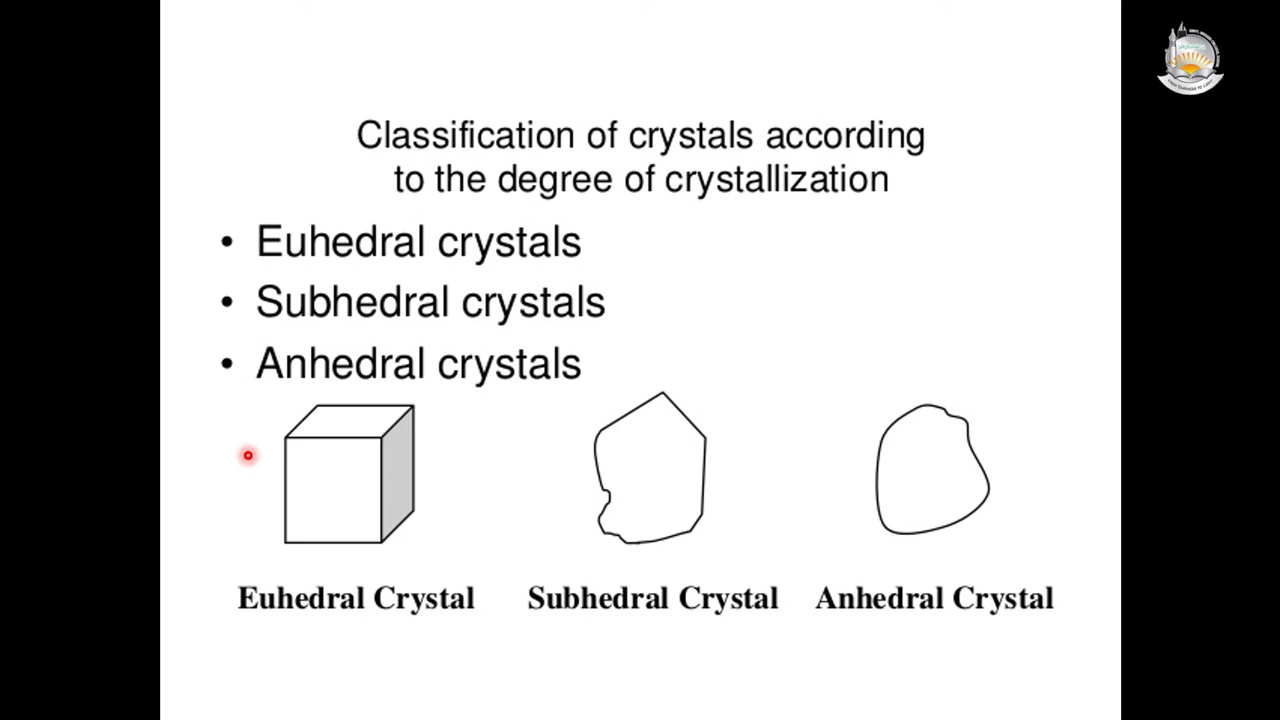 Classification of crystals according
to the degree of crystallization
• Euhedral crystals
• Subhedral crystals
• Anhedral crystals
Euhedral Crystal Subhedral Crystal Anhedral Crystal